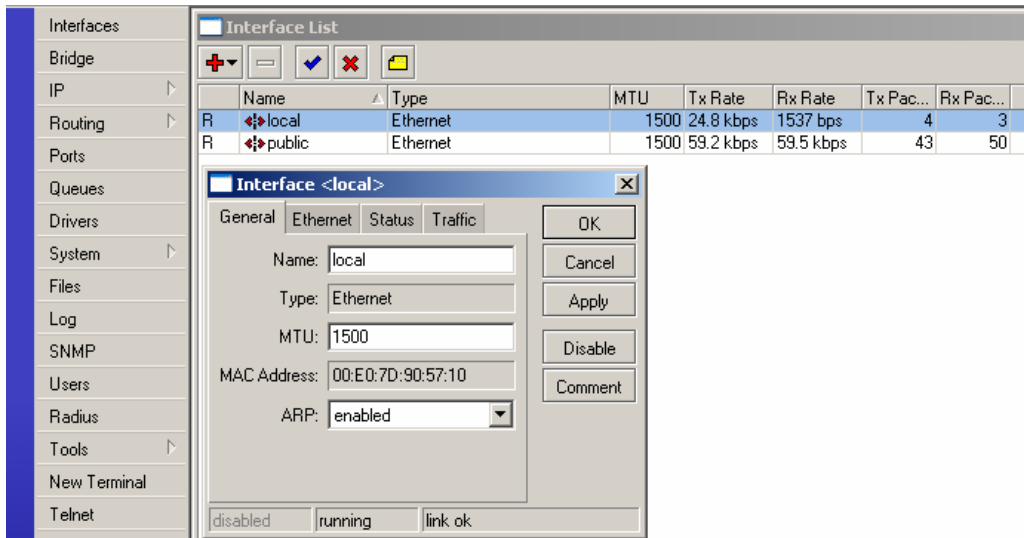 Interfaces
Bridge
IP
Routing
Ports
Queues
Drivers
System
Files
Log
SNMP
Users
Radius
Tools
New Terminal
Telnet
Interface List
Name Type MTU Tx Rate Rx Rate Tx Pac... Rx Pac...
R local Ethernet 1500 24.8 kbps 1537 bps 4 3
R public Ethernet 1500 59.2 kbps 59.5 kbps 43 50
Interface <local>
General Ethernet Status Traffic
Name: local
Type: Ethernet
MTU: 1500
MAC Address: 00:E0:7D:90:57:10
ARP: enabled
OK
Cancel
Apply
Disable
Comment
disabled running link ok